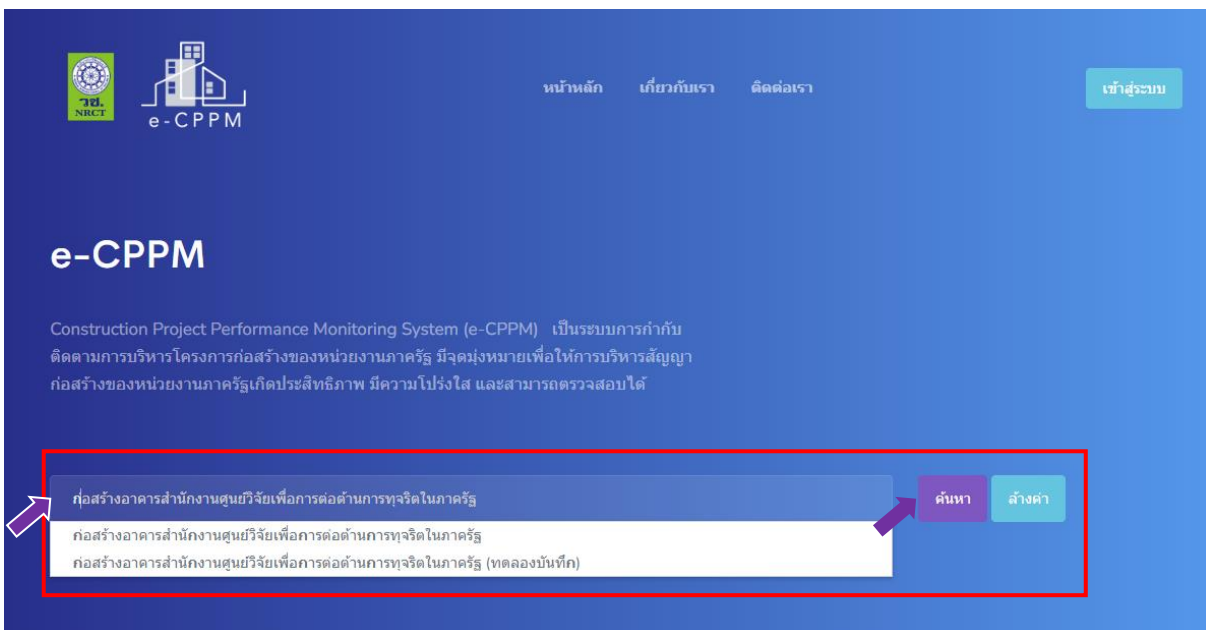 วช.
NRCT
e-CPPM
หน้าหลัก เกี่ยวกับเรา ติดต่อเรา
เข้าสู่ระบบ
e-CPPM
Construction Project Performance Monitoring System (e-CPPM) เป็นระบบการกำกับ
ติดตามการบริหารโครงการก่อสร้างของหน่วยงานภาครัฐ มีจุดมุ่งหมายเพื่อให้การบริหารสัญญา
ก่อสร้างของหน่วยงานภาครัฐเกิดประสิทธิภาพ มีความโปร่งใส และสามารถตรวจสอบได้
ก่อสร้างอาคารสำนักงานศูนย์วิจัยเพื่อการต่อต้านการทุจริตในภาครัฐ
ค้นหา ล้างค่า
ก่อสร้างอาคารสำนักงานศูนย์วิจัยเพื่อการต่อต้านการทุจริตในภาครัฐ
ก่อสร้างอาคารสำนักงานศูนย์วิจัยเพื่อการต่อต้านการทุจริตในภาครัฐ (ทดลองบันทึก)